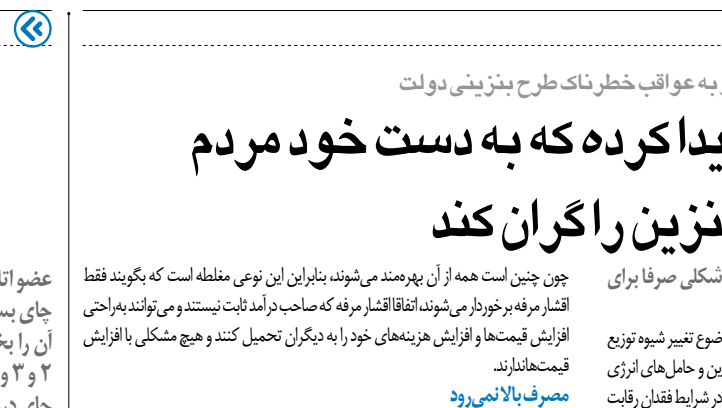 به عواقب خطرناک طرح بنزینی دولت
کرده که به دست خود مردم
را گران کند
شکلی صرفا برای
ضوع تغییر شیوه توزیع
ین و حامل‌های انرژی
در شرایط فقدان رقابت
چون چنین است همه از آن بهره‌مند می‌شوند، بنابراین این نوعی مغلطه است که بگویند فقط
اقشار مرفه برخوردار می‌شوند، اتفاقا اقشار مرفه که صاحب درآمد ثابت نیستند و می‌توانند به‌راحتی
افزایش قیمت‌ها و افزایش هزینه‌های خود را به دیگران تحمیل کنند و هیچ مشکلی با افزایش
قیمت‌هاندارند.
مصرف بالا نمی‌رود
عضو اتا
چای بس
آن را بخ
۲ و ۳ و